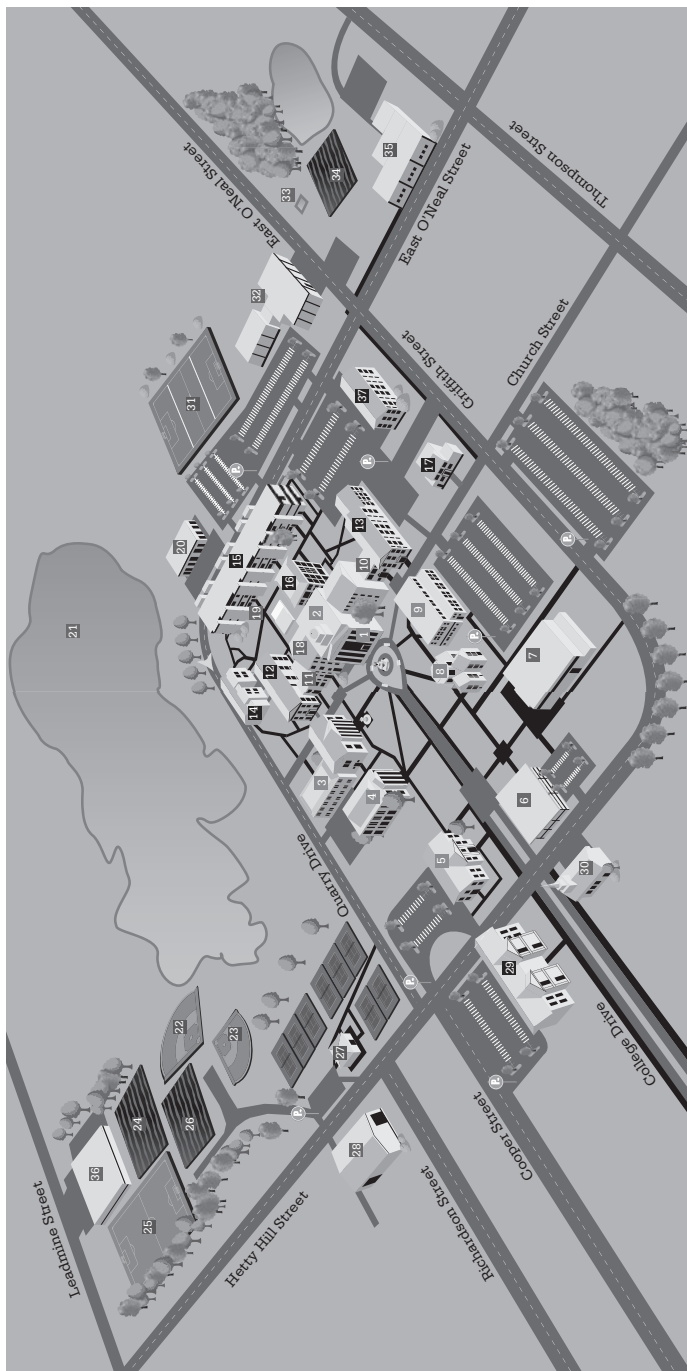 Leadmine Street
Hetty Hill Street
Richardson Street
Cooper Street
College Drive
Quarry Drive
East O'Neal Street
East O'Neal Street
Griffith Street
Church Street
Thompson Street
1
2
3
4
5
6
7
8
9
10
11
12
13
14
15
16
17
18
19
20
21
22
23
24
25
26
27
28
29
30
31
32
33
34
35
36
37
P.
P.
P.
P.
P.
P.
P.